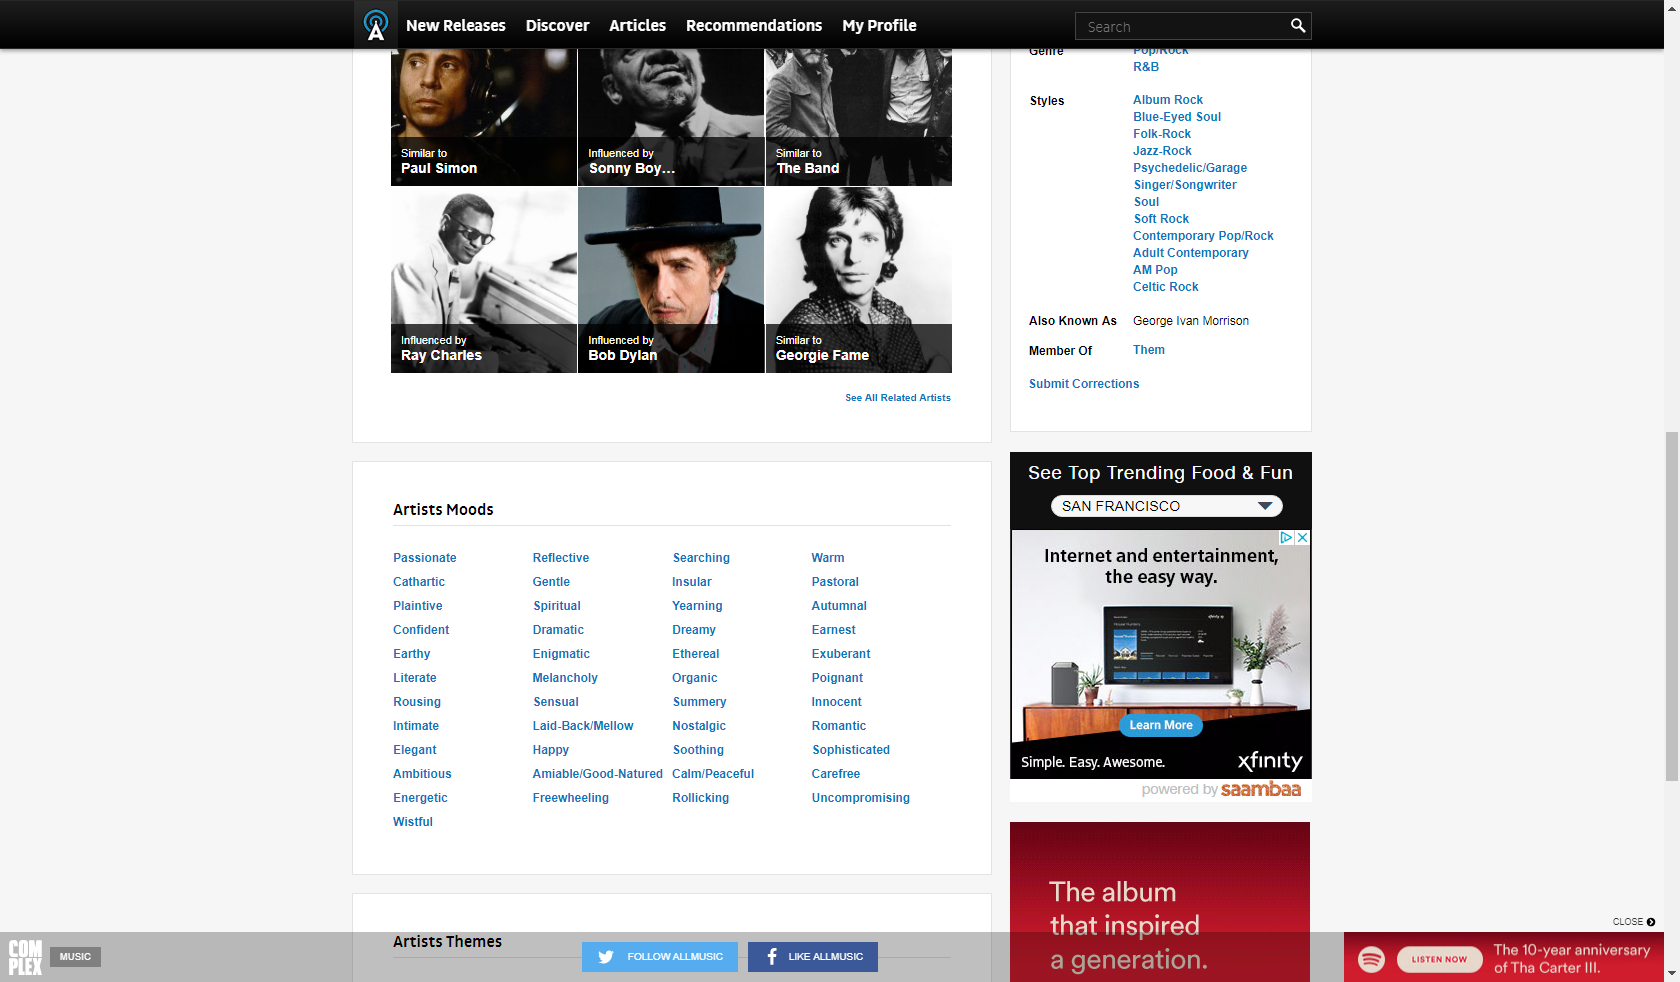 New Releases Discover Articles Recommendations My Profile Search
Similar to
Paul Simon
Influenced by
Sonny Boy...
Similar to
The Band
Influenced by
Ray Charles
Influenced by
Bob Dylan
Similar to
Georgie Fame
See All Related Artists
Genre Pop/Rock
R&B
Styles Album Rock
Blue-Eyed Soul
Folk-Rock
Jazz-Rock
Psychedelic/Garage
Singer/Songwriter
Soul
Soft Rock
Contemporary Pop/Rock
Adult Contemporary
AM Pop
Celtic Rock
Also Known As George Ivan Morrison
Member Of Them
Submit Corrections
Artists Moods
Passionate Reflective Searching Warm
Cathartic Gentle Insular Pastoral
Plaintive Spiritual Yearning Autumnal
Confident Dramatic Dreamy Earnest
Earthy Enigmatic Ethereal Exuberant
Literate Melancholy Organic Poignant
Rousing Sensual Summery Innocent
Intimate Laid-Back/Mellow Nostalgic Romantic
Elegant Happy Soothing Sophisticated
Ambitious Amiable/Good-Natured Calm/Peaceful Carefree
Energetic Freewheeling Rollicking Uncompromising
Wistful
See Top Trending Food & Fun
SAN FRANCISCO
Internet and entertainment,
the easy way.
Learn More
Simple. Easy. Awesome. xfinity
powered by saambaa
The album
that inspired
a generation.
Artists Themes
COM
PLEX
MUSIC
FOLLOW ALLMUSIC
LIKE ALLMUSIC
CLOSE
LISTEN NOW
The 10-year anniversary
of Tha Carter III.